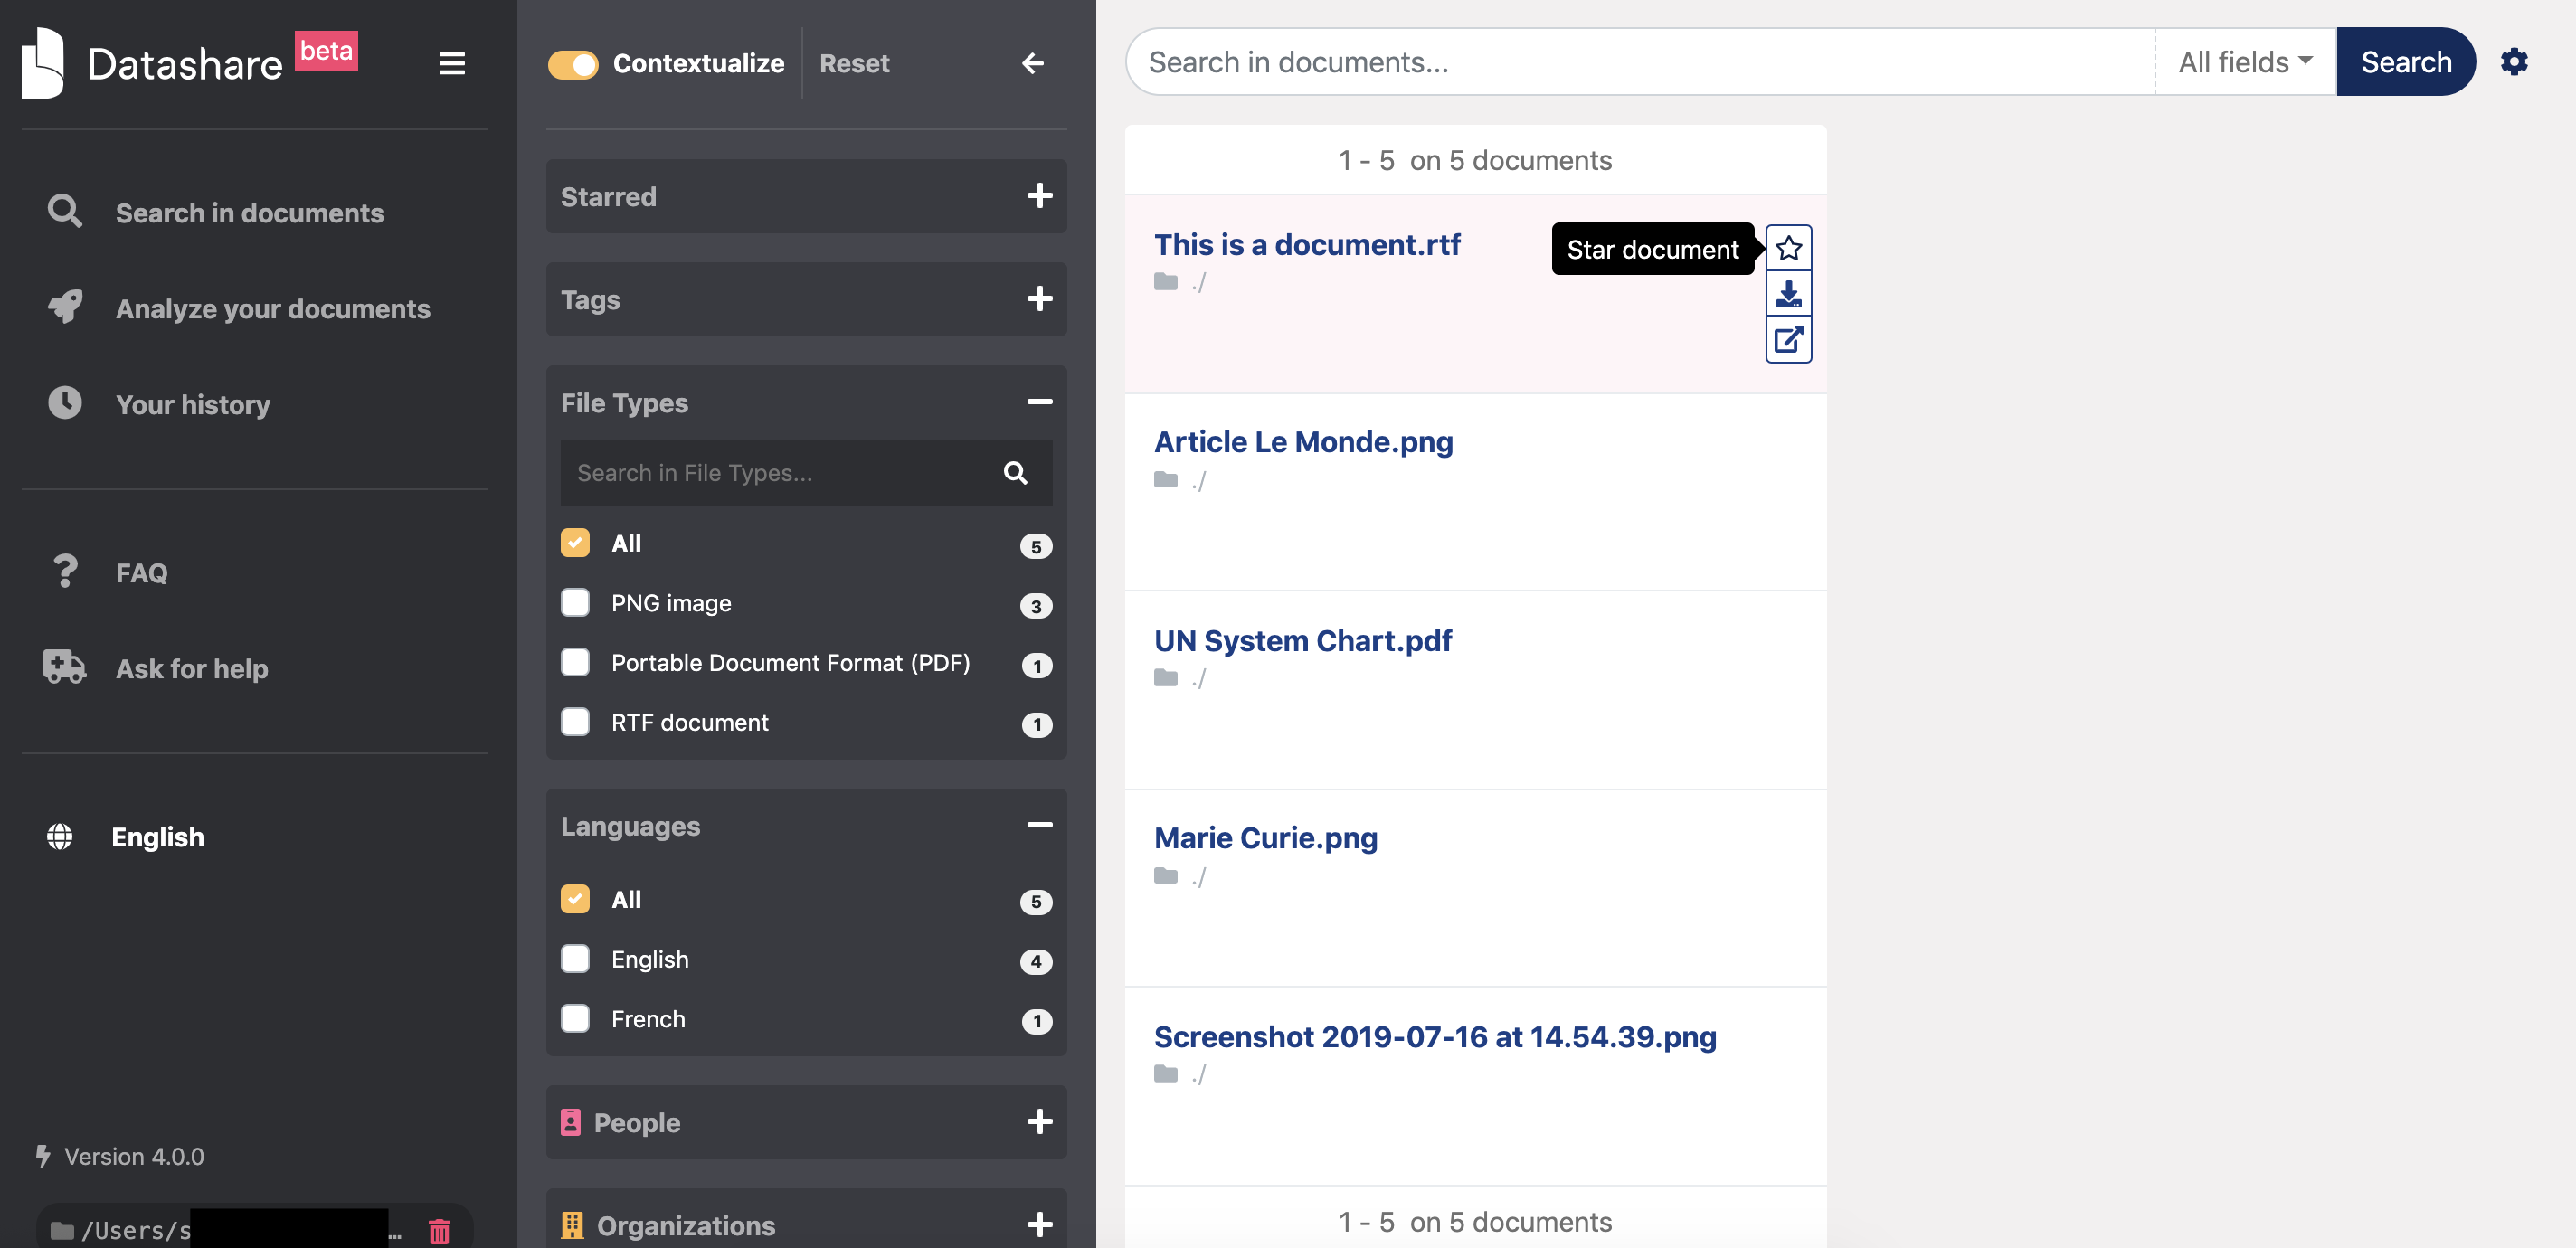 Datashare beta
Search in documents
Analyze your documents
Your history
FAQ
Ask for help
English
Version 4.0.0
/Users/s ...
Contextualize Reset
Starred
Tags
File Types
Search in File Types...
All 5
PNG image 3
Portable Document Format (PDF) 1
RTF document 1
Languages
All 5
English 4
French 1
People
Organizations
Search in documents... All fields Search
1 - 5 on 5 documents
This is a document.rtf Star document
./
Article Le Monde.png
./
UN System Chart.pdf
./
Marie Curie.png
./
Screenshot 2019-07-16 at 14.54.39.png
./
1 - 5 on 5 documents